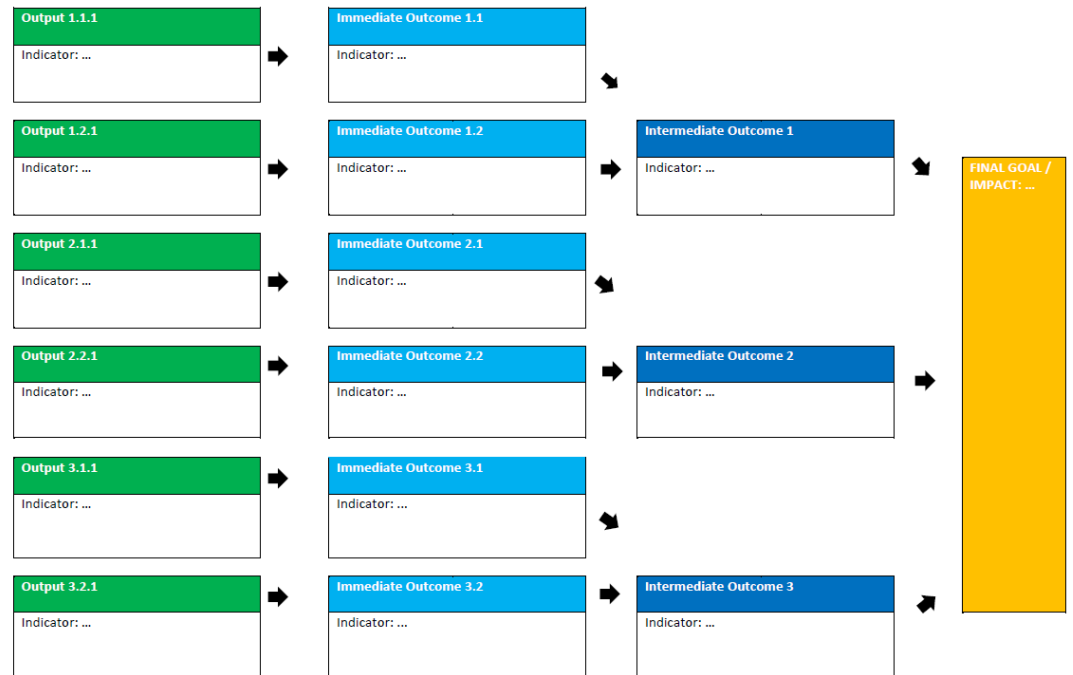 Output 1.1.1
Immediate Outcome 1.1
Indicator: ...
Indicator: ...
Output 1.2.1
Immediate Outcome 1.2
Intermediate Outcome 1
Indicator: ...
Indicator: ...
Indicator: ...
FINAL GOAL /
IMPACT: ...
Output 2.1.1
Immediate Outcome 2.1
Indicator: ...
Indicator: ...
Output 2.2.1
Immediate Outcome 2.2
Intermediate Outcome 2
Indicator: ...
Indicator: ...
Indicator: ...
Output 3.1.1
Immediate Outcome 3.1
Indicator: ...
Indicator: ...
Output 3.2.1
Immediate Outcome 3.2
Intermediate Outcome 3
Indicator: ...
Indicator: ...
Indicator: ...